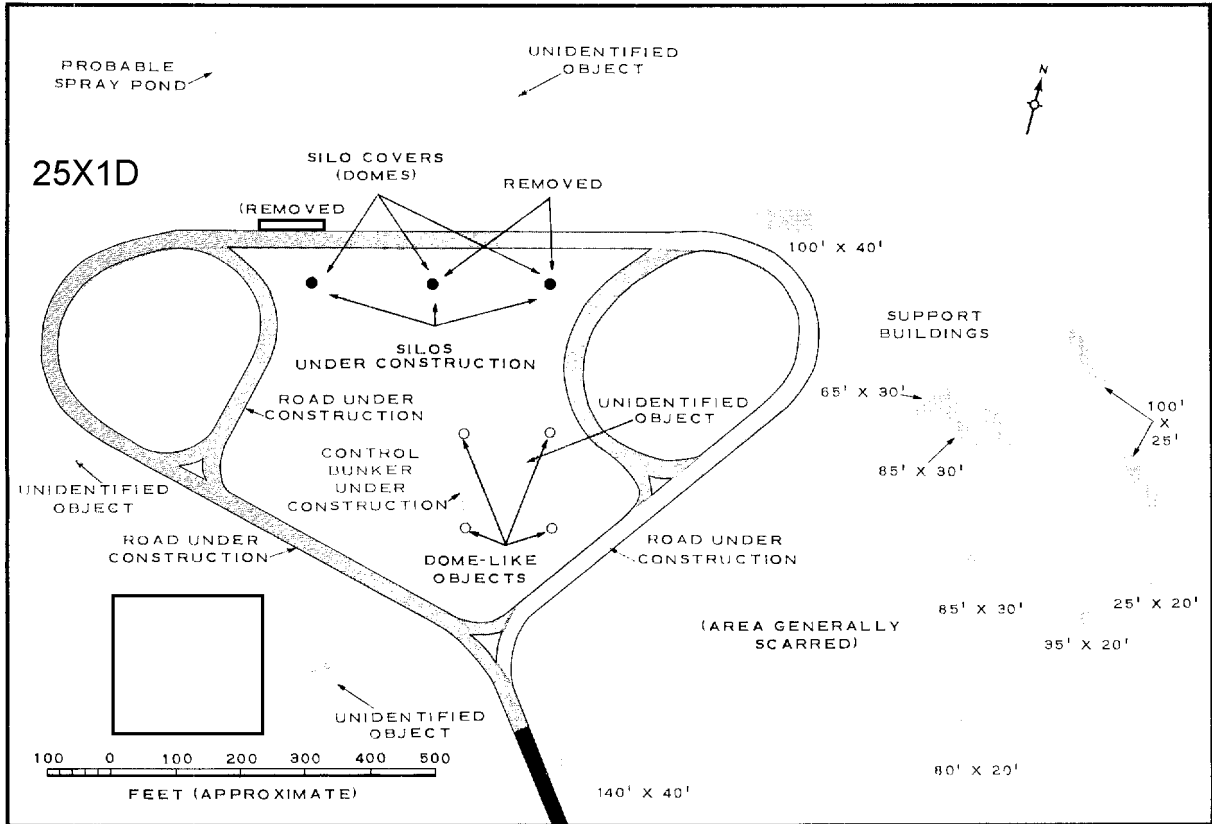 PROBABLE
SPRAY POND
UNIDENTIFIED
OBJECT
N
25X1D
SILO COVERS
(DOMES)
REMOVED
(REMOVED
100' X 40'
SILOS
UNDER CONSTRUCTION
SUPPORT
BUILDINGS
ROAD UNDER
CONSTRUCTION
UNIDENTIFIED
OBJECT
65' X 30'
100'
X
25'
85' X 30'
CONTROL
BUNKER
UNDER
CONSTRUCTION
UNIDENTIFIED
OBJECT
ROAD UNDER
CONSTRUCTION
DOME-LIKE
OBJECTS
ROAD UNDER
CONSTRUCTION
(AREA GENERALLY
SCARRED)
85' X 30'
25' X 20'
35' X 20'
UNIDENTIFIED
OBJECT
100 0 100 200 300 400 500
FEET (APPROXIMATE)
140' X 40'
80' X 20'